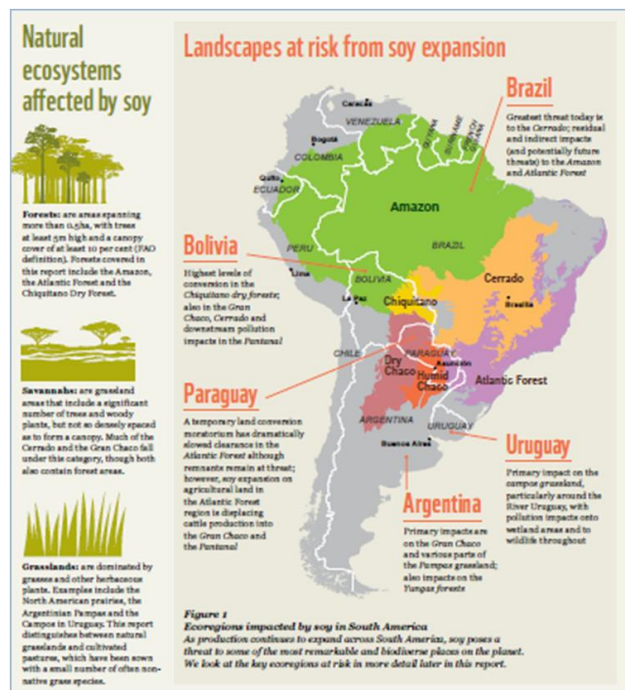 Natural
ecosystems
affected by soy
Forests: are areas spanning
more than 0.5ha, with trees
at least 5m high and a canopy
cover of at least 10 per cent (FAO
definition). Forests covered in
this report include the Amazon,
the Atlantic Forest and the
Chiquitano Dry Forest.
Savannahs: are grassland
areas that include a significant
number of trees and woody
plants, but not so densely spaced
as to form a canopy. Much of the
Cerrado and the Gran Chaco fall
under this category, though both
also contain forest areas.
Grasslands: are dominated by
grasses and other herbaceous
plants. Examples include the
North American prairies, the
Argentinian Pampas and the
Campos in Uruguay. This report
distinguishes between natural
grasslands and cultivated
pastures, which have been sown
with a small number of often non-
native grass species.
Landscapes at risk from soy expansion
Brazil
Greatest threat today is
to the Cerrado; residual
and indirect impacts
(and potentially future
threats) to the Amazon
and Atlantic Forest
Bolivia
Highest levels of
conversion in the
Chiquitano dry forests;
also in the Gran
Chaco, Cerrado and
downstream pollution
impacts in the Pantanal
Paraguay
A temporary land conversion
moratorium has dramatically
slowed clearance in the
Atlantic Forest although
remnants remain at threat;
however, soy expansion on
agricultural land in
the Atlantic Forest
region is displacing
cattle production into
the Gran Chaco and
the Pantanal
Caracas
VENEZUELA
GUYANA
SURINAME
FRENCH
GUIANA
Bogotá
COLOMBIA
Quito
ECUADOR
Amazon
PERU
BRAZIL
Lima
BOLIVIA
La Paz
Chiquitano
Cerrado
Brasilia
CHILE
PARAGUAY
Dry
Chaco
Asunción
Humid
Chaco
Atlantic Forest
ARGENTINA
URUGUAY
Buenos Aires
Argentina
Primary impacts are
on the Gran Chaco
and various parts of
the Pampas grassland;
also impacts on the
Yungas forests
Uruguay
Primary impact on the
campos grassland,
particularly around the
River Uruguay, with
pollution impacts onto
wetland areas and to
wildlife throughout
Figure 1
Ecoregions impacted by soy in South America
As production continues to expand across South America, soy poses a
threat to some of the most remarkable and biodiverse places on the planet.
We look at the key ecoregions at risk in more detail later in this report.